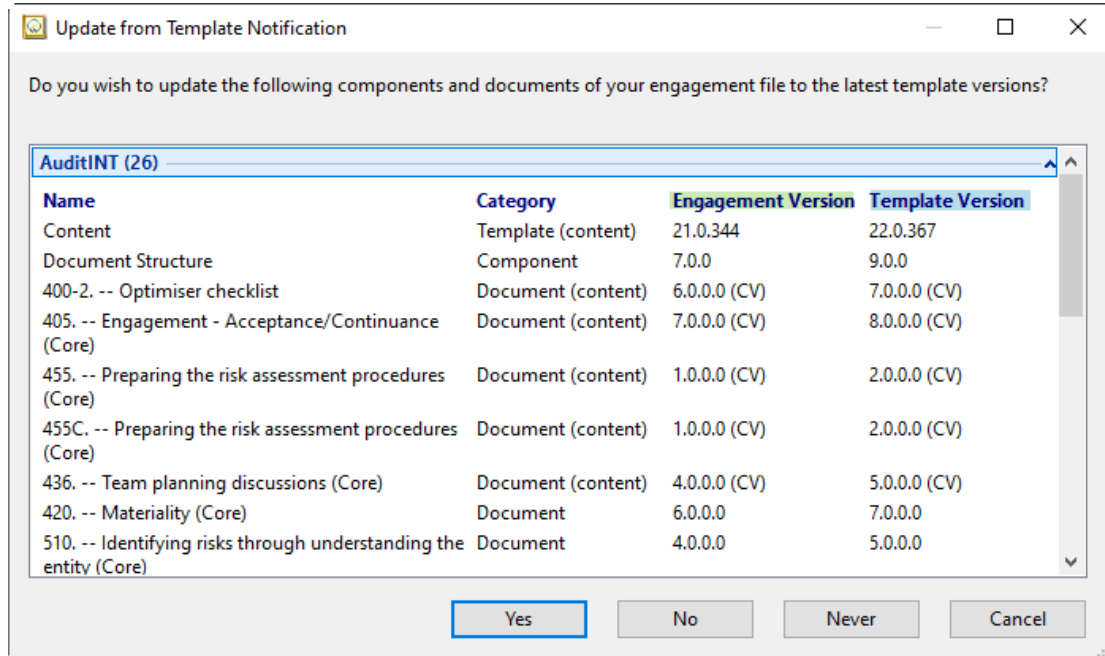 Update from Template Notification
Do you wish to update the following components and documents of your engagement file to the latest template versions?
AuditINT (26)
Name Category Engagement Version Template Version
Content Template (content) 21.0.344 22.0.367
Document Structure Component 7.0.0 9.0.0
400-2. -- Optimiser checklist Document (content) 6.0.0.0 (CV) 7.0.0.0 (CV)
405. -- Engagement - Acceptance/Continuance Document (content) 7.0.0.0 (CV) 8.0.0.0 (CV)
(Core)
455. -- Preparing the risk assessment procedures Document (content) 1.0.0.0 (CV) 2.0.0.0 (CV)
(Core)
455C. -- Preparing the risk assessment procedures Document (content) 1.0.0.0 (CV) 2.0.0.0 (CV)
(Core)
436. -- Team planning discussions (Core) Document (content) 4.0.0.0 (CV) 5.0.0.0 (CV)
420. -- Materiality (Core) Document 6.0.0.0 7.0.0.0
510. -- Identifying risks through understanding the Document 4.0.0.0 5.0.0.0
entity (Core)
Yes No Never Cancel